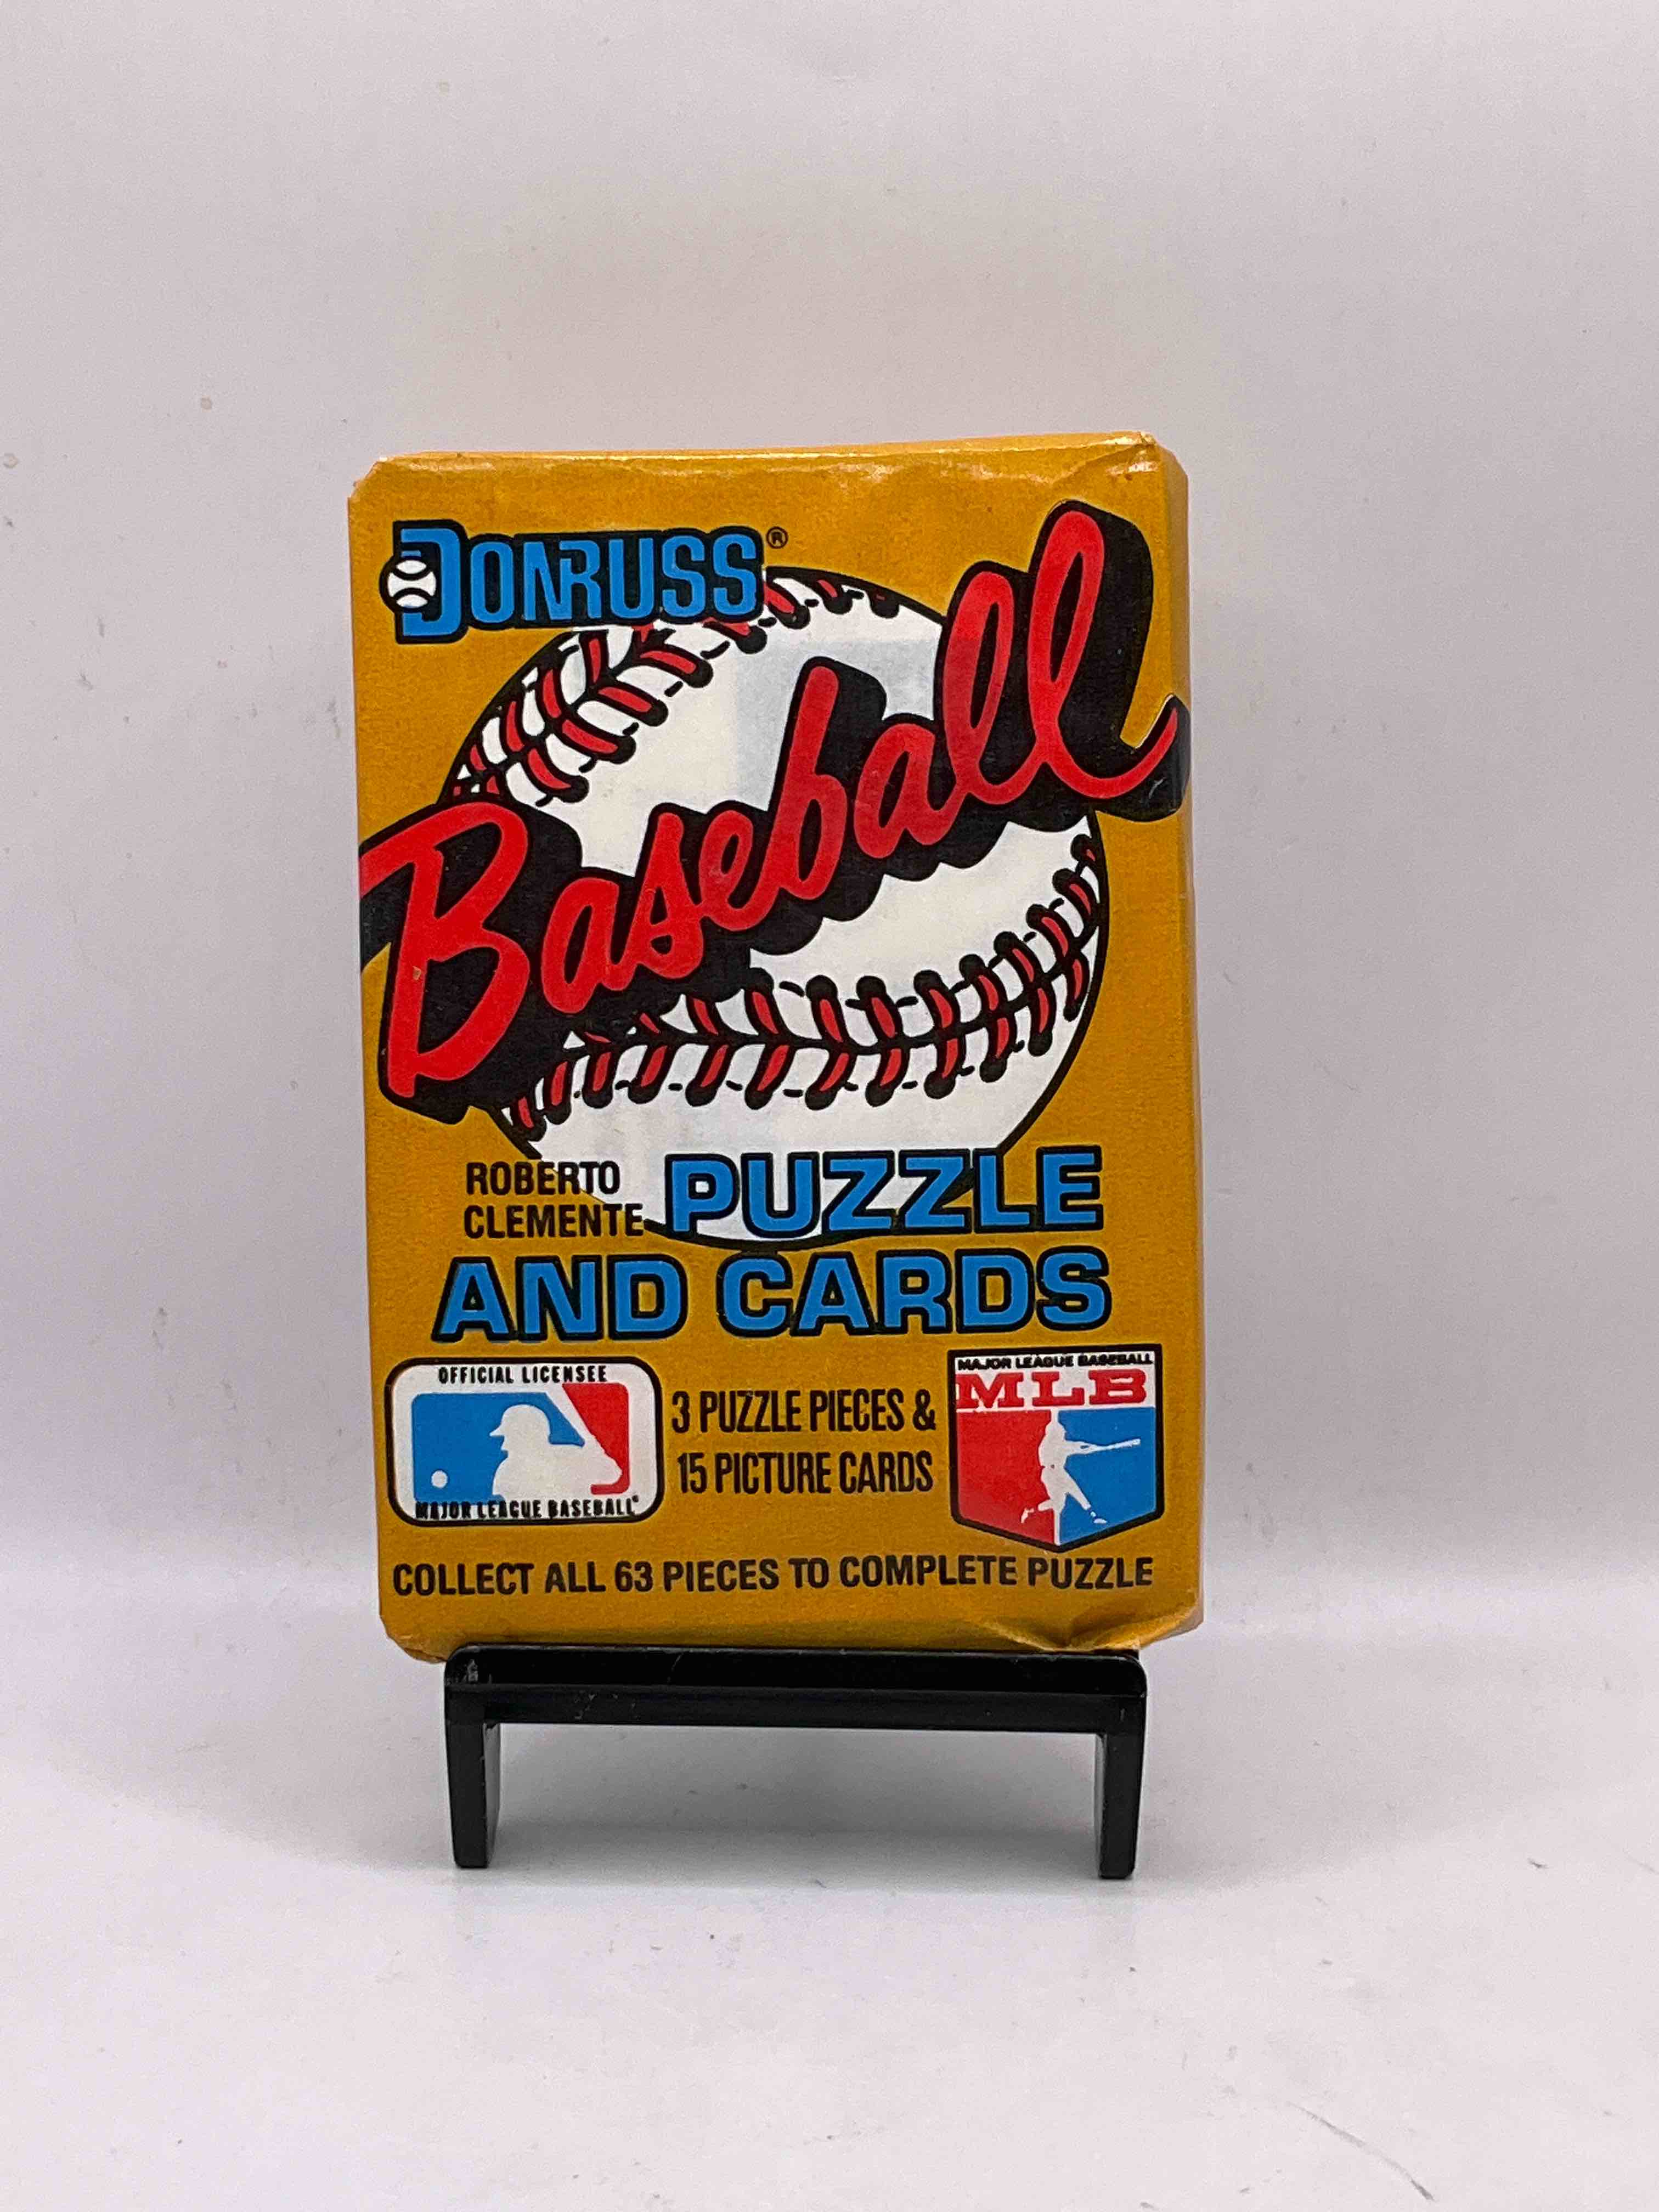 DONRUSS®
Baseball
ROBERTO
CLEMENTE
PUZZLE
AND CARDS
OFFICIAL LICENSEE
MAJOR LEAGUE BASEBALL®
3 PUZZLE PIECES &
15 PICTURE CARDS
MAJOR LEAGUE BASEBALL
MLB
COLLECT ALL 63 PIECES TO COMPLETE PUZZLE